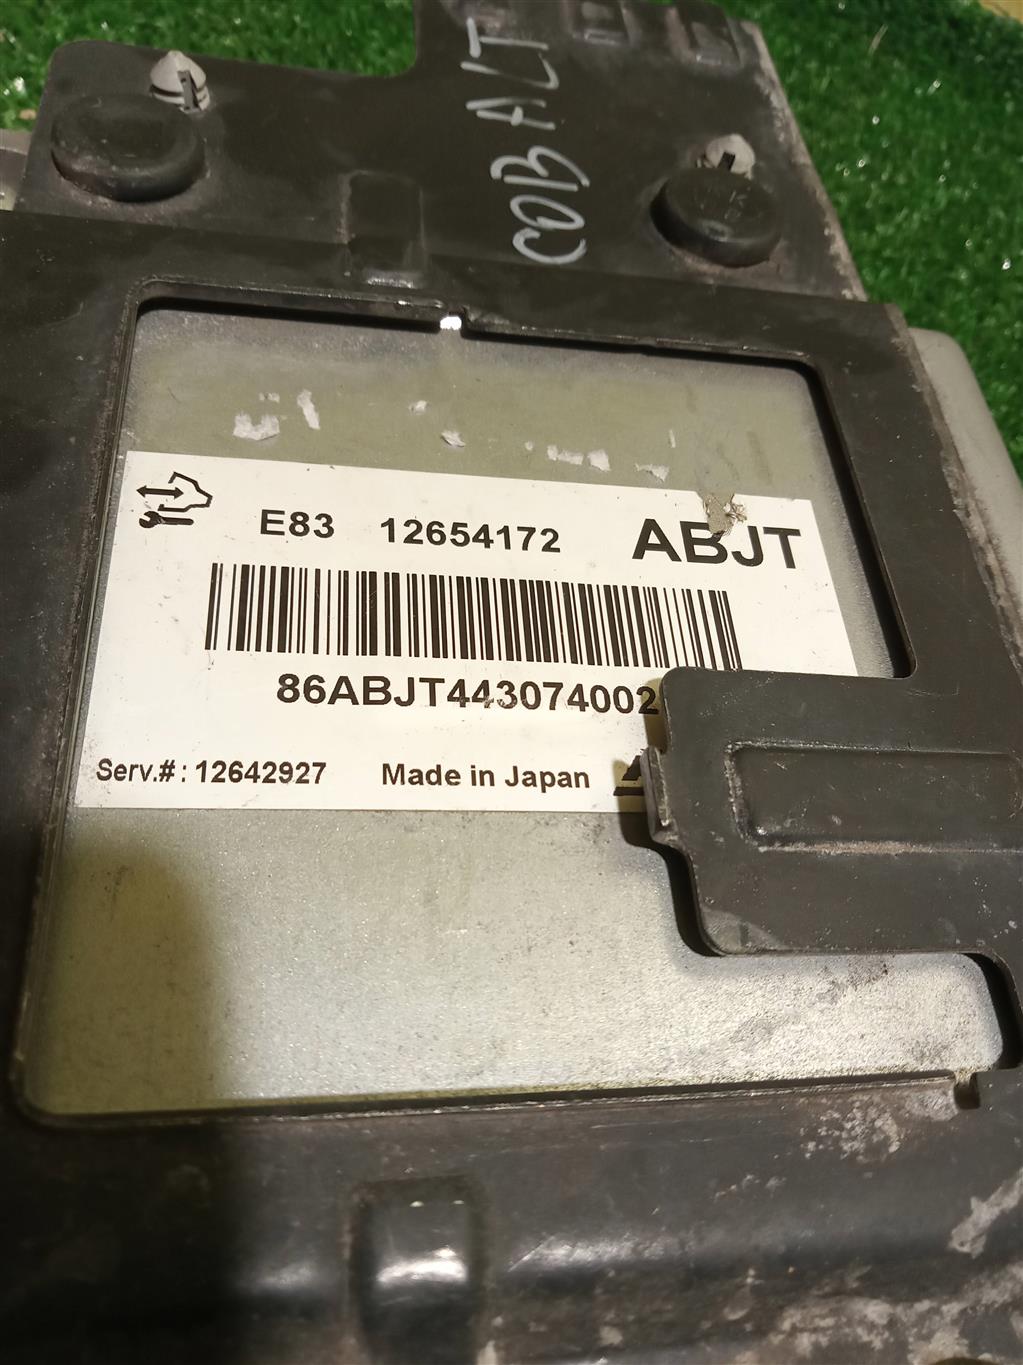 COBALT
E83 12654172 ABJT
86ABJT443074002
Serv.#: 12642927 Made in Japan